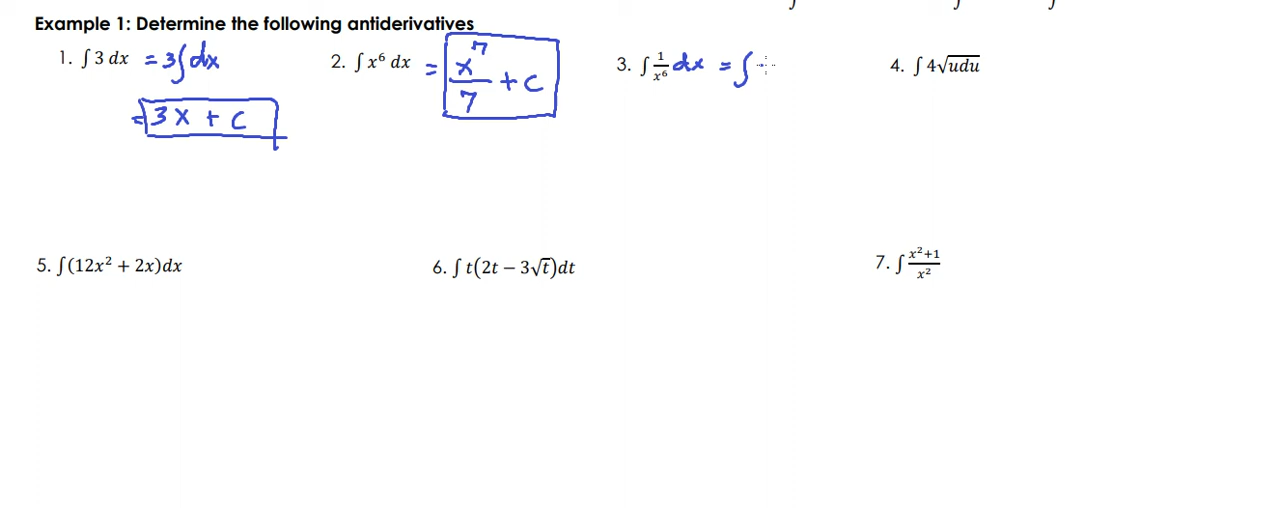 Example 1: Determine the following antiderivatives
1. ∫ 3 dx = 3∫ dx
= 3x + C
2. ∫ x⁶ dx = x⁷/7 + C
3. ∫ 1/x⁶ dx = ∫
4. ∫ 4√udu
5. ∫(12x² + 2x)dx
6. ∫ t(2t − 3√t)dt
7. ∫ x²+1/x²